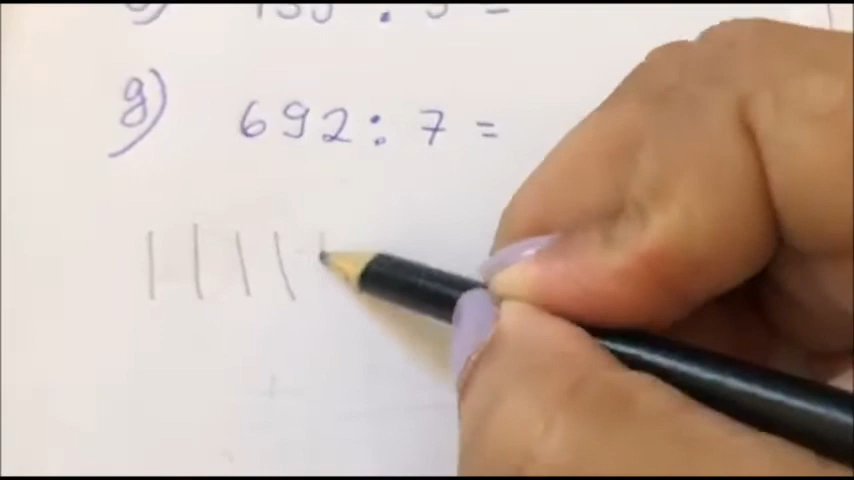 g) 692 : 7 =